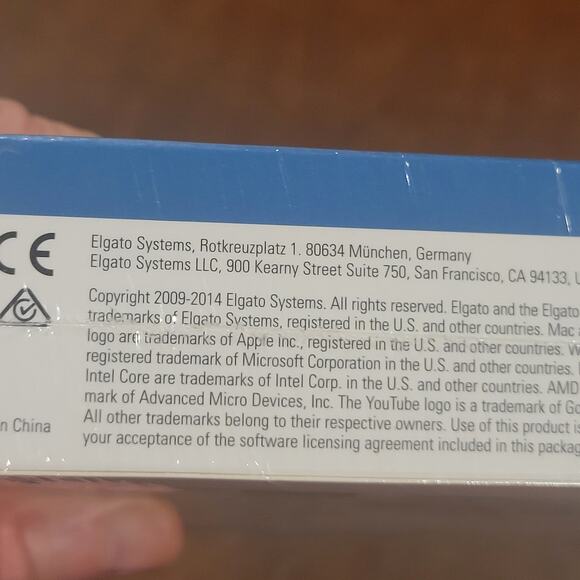 CE
Elgato Systems, Rotkreuzplatz 1. 80634 München, Germany
Elgato Systems LLC, 900 Kearny Street Suite 750, San Francisco, CA 94133,
Copyright 2009-2014 Elgato Systems. All rights reserved. Elgato and the Elgato
trademarks of Elgato Systems, registered in the U.S. and other countries. Mac
logo are trademarks of Apple inc., registered in the U.S. and other countries.
registered trademark of Microsoft Corporation in the U.S. and other countries.
Intel Core are trademarks of Intel Corp. in the U.S. and other countries. AMD
mark of Advanced Micro Devices, Inc. The YouTube logo is a trademark of
n China
All other trademarks belong to their respective owners. Use of this product is
your acceptance of the software licensing agreement included in this